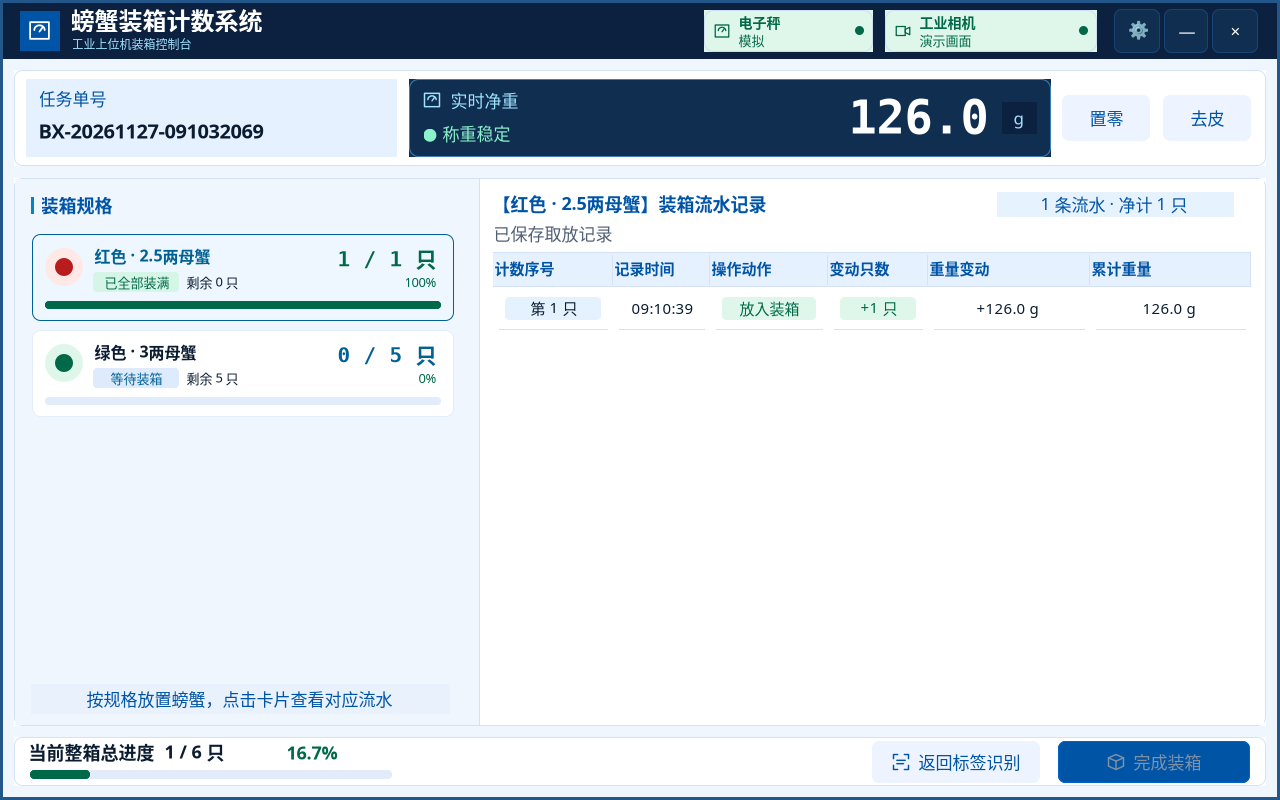 螃蟹装箱计数系统
工业上位机装箱控制台
电子秤
模拟
工业相机
演示画面
任务单号
BX-20261127-091032069
实时净重
称重稳定
126.0 g
置零
去皮
装箱规格
红色 · 2.5两母蟹
1 / 1 只
已全部装满
剩余 0 只
100%
绿色 · 3两母蟹
0 / 5 只
等待装箱
剩余 5 只
0%
按规格放置螃蟹，点击卡片查看对应流水
【红色 · 2.5两母蟹】装箱流水记录
1 条流水 · 净计 1 只
已保存取放记录
计数序号 记录时间 操作动作 变动只数 重量变动 累计重量
第 1 只 09:10:39 放入装箱 +1 只 +126.0 g 126.0 g
当前整箱总进度 1 / 6 只 16.7%
返回标签识别
完成装箱